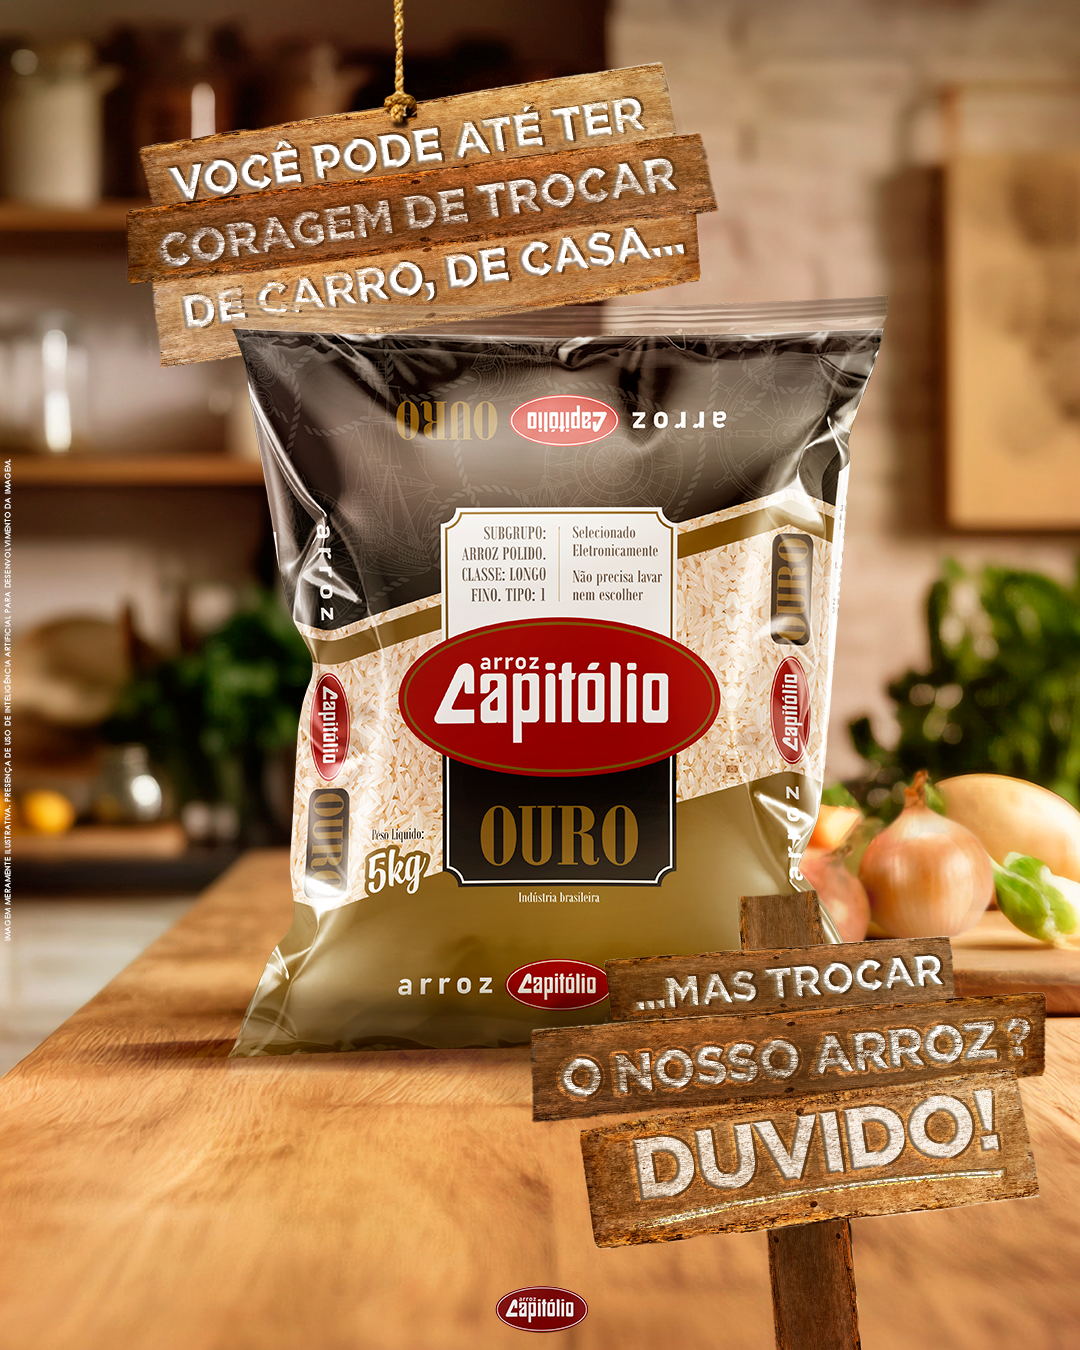 VOCÊ PODE ATÉ TER
CORAGEM DE TROCAR
DE CARRO, DE CASA...
arroz Capitólio OURO
arroz
SUBGRUPO:
ARROZ POLIDO.
CLASSE: LONGO
FINO. TIPO: 1
Selecionado
Eletronicamente
Não precisa lavar
nem escolher
OURO
arroz
Capitólio
Capitólio
Capitólio
OURO
OURO
Peso Líquido:
5kg
arroz
Indústria brasileira
arroz Capitólio
...MAS TROCAR
O NOSSO ARROZ?
DUVIDO!
arroz
Capitólio
IMAGEM MERAMENTE ILUSTRATIVA. PRESENÇA DE USO DE INTELIGÊNCIA ARTIFICIAL PARA DESENVOLVIMENTO DA IMAGEM.